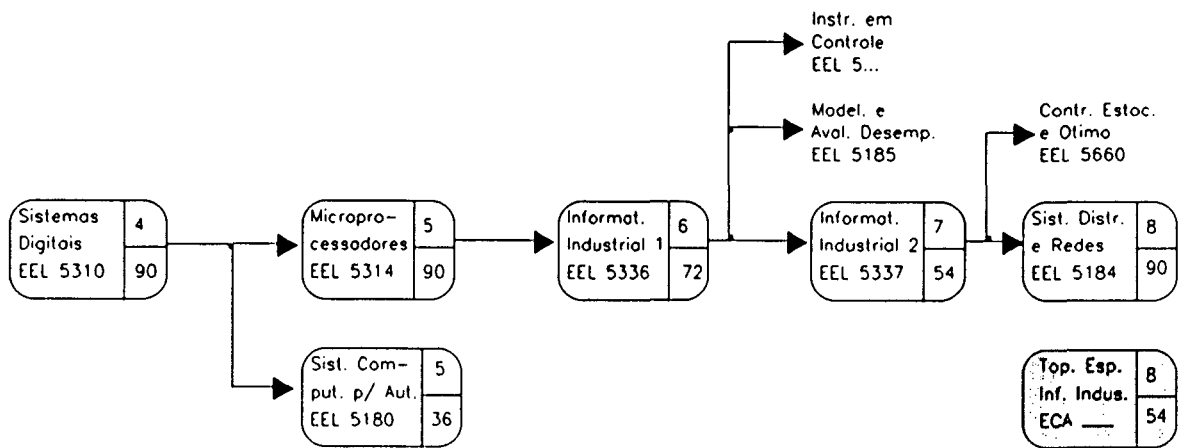 Instr. em
Controle
EEL 5...
Model. e
Aval. Desemp.
EEL 5185
Contr. Estoc.
e Otimo
EEL 5660
Sistemas
Digitais
EEL 5310
4
90
Micropro-
cessadores
EEL 5314
5
90
Informat.
Industrial 1
EEL 5336
6
72
Informat.
Industrial 2
EEL 5337
7
54
Sist. Distr.
e Redes
EEL 5184
8
90
Sist. Com-
put. p/ Aut.
EEL 5180
5
36
Top. Esp.
Inf. Indus.
ECA ___
8
54